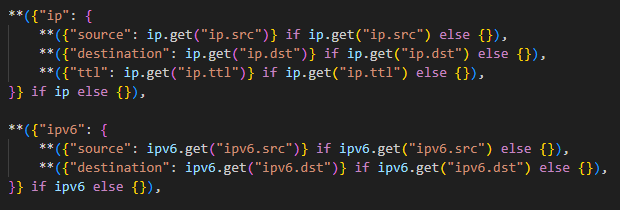 **({"ip": {
    **({"source": ip.get("ip.src")} if ip.get("ip.src") else {}),
    **({"destination": ip.get("ip.dst")} if ip.get("ip.dst") else {}),
    **({"ttl": ip.get("ip.ttl")} if ip.get("ip.ttl") else {}),
}} if ip else {}),

**({"ipv6": {
    **({"source": ipv6.get("ipv6.src")} if ipv6.get("ipv6.src") else {}),
    **({"destination": ipv6.get("ipv6.dst")} if ipv6.get("ipv6.dst") else {}),
}} if ipv6 else {}),